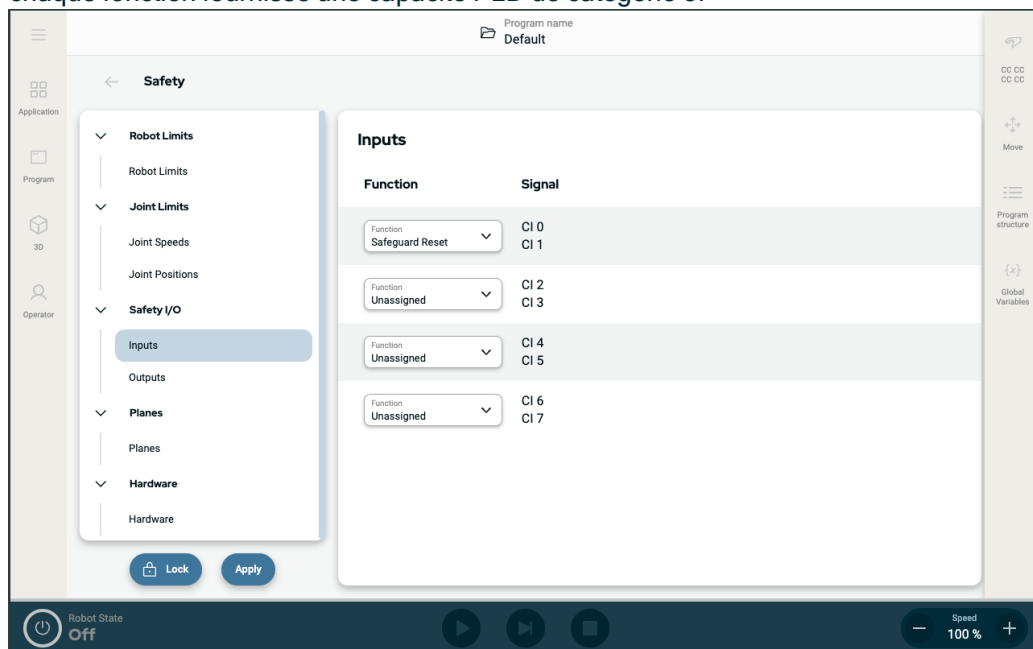 chaque fonction fournisse une capacité PLD de catégorie 3.
Program name
Default
Safety
CC CC
CC CC
Application
Program
3D
Operator
Robot Limits
Robot Limits
Joint Limits
Joint Speeds
Joint Positions
Safety I/O
Inputs
Outputs
Planes
Planes
Hardware
Hardware
Lock
Apply
Inputs
Function
Signal
Function
Safeguard Reset
CI 0
CI 1
Function
Unassigned
CI 2
CI 3
Function
Unassigned
CI 4
CI 5
Function
Unassigned
CI 6
CI 7
Move
Program
structure
{x}
Global
Variables
Robot State
Off
Speed
100 %